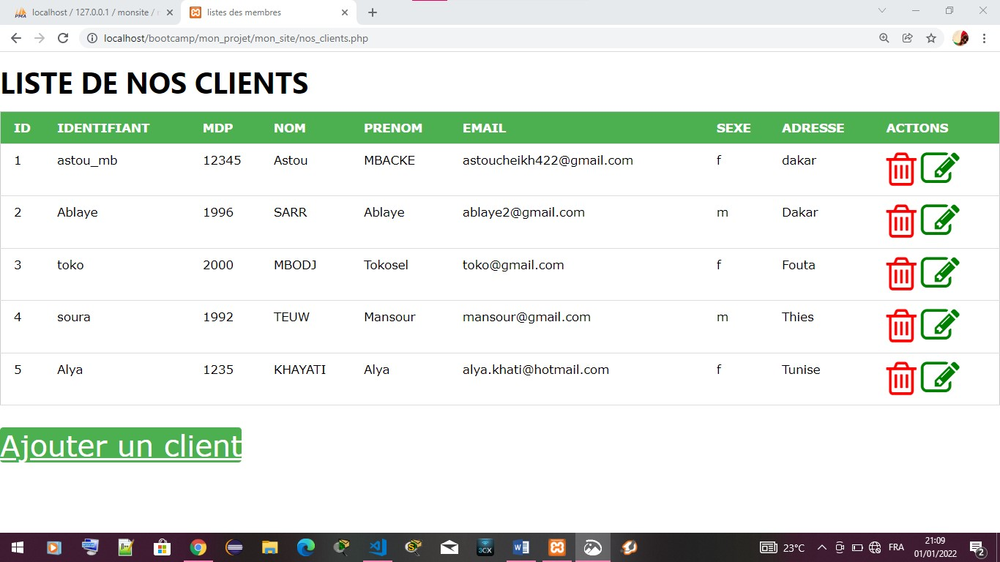 PMA localhost / 127.0.0.1 / monsite /
listes des membres
localhost/bootcamp/mon_projet/mon_site/nos_clients.php
LISTE DE NOS CLIENTS
ID IDENTIFIANT MDP NOM PRENOM EMAIL SEXE ADRESSE ACTIONS
1 astou_mb 12345 Astou MBACKE astoucheikh422@gmail.com f dakar
2 Ablaye 1996 SARR Ablaye ablaye2@gmail.com m Dakar
3 toko 2000 MBODJ Tokosel toko@gmail.com f Fouta
4 soura 1992 TEUW Mansour mansour@gmail.com m Thies
5 Alya 1235 KHAYATI Alya alya.khati@hotmail.com f Tunise
Ajouter un client
3CX
23°C
FRA
21:09
01/01/2022
2